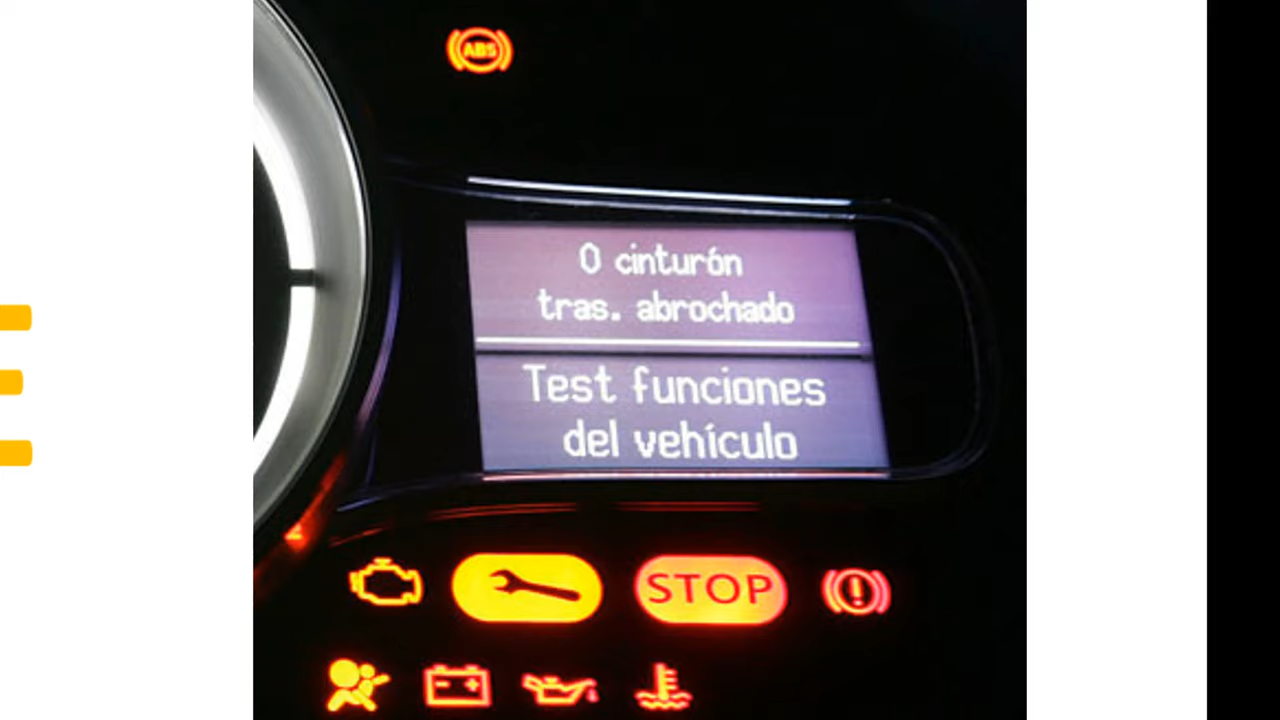 ABS
0 cinturón
tras. abrochado
Test funciones
del vehículo
STOP